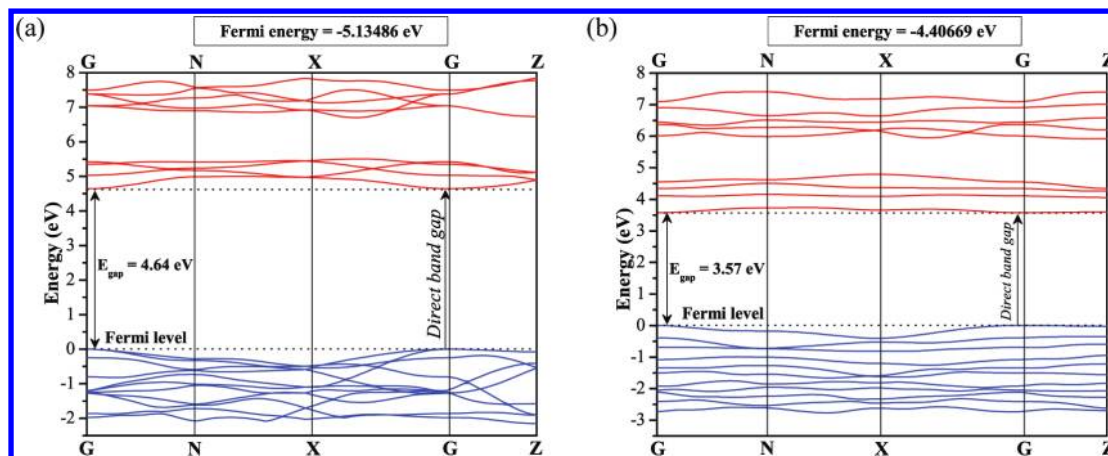 (a)
Fermi energy = -5.13486 eV
G N X G Z
8
7
6
5
4
3
2
1
0
-1
-2
Energy (eV)
E gap = 4.64 eV
Direct band gap
Fermi level
G N X G Z
(b)
Fermi energy = -4.40669 eV
G N X G Z
8
7
6
5
4
3
2
1
0
-1
-2
-3
Energy (eV)
E gap = 3.57 eV
Direct band gap
Fermi level
G N X G Z